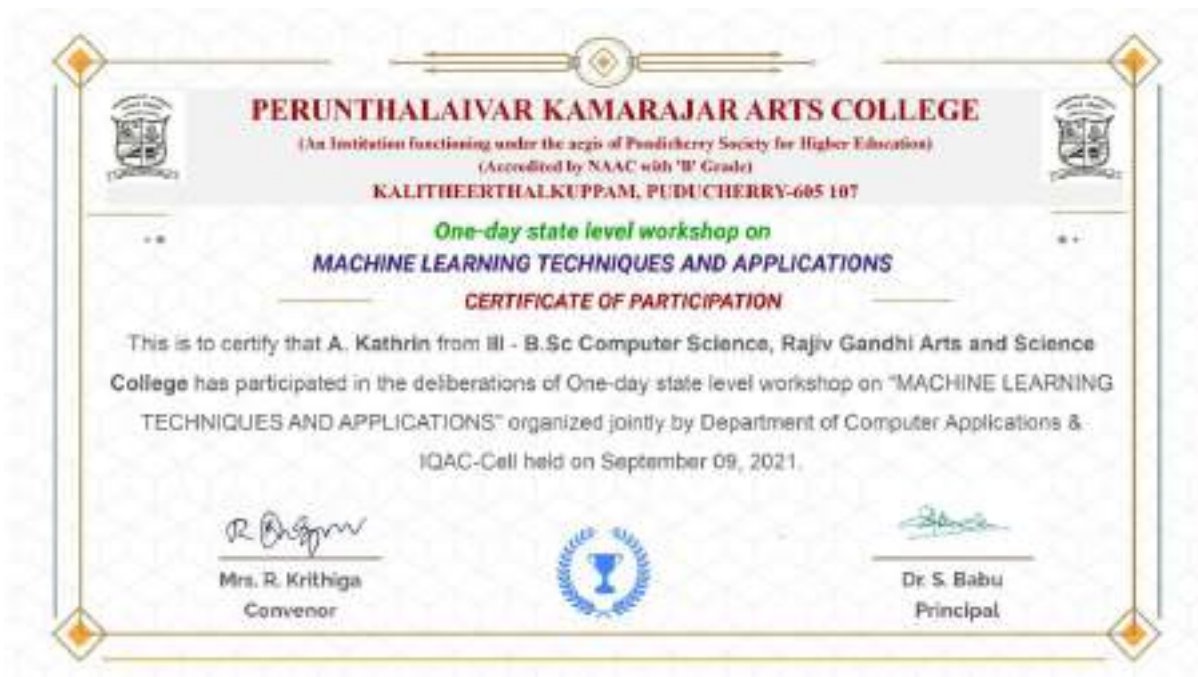 PERUNTHALAIVAR KAMARAJAR ARTS COLLEGE
(An Institution functioning under the aegis of Pondicherry Society for Higher Education)
(Accredited by NAAC with 'B' Grade)
KALITHEERTHALKUPPAM, PUDUCHERRY-605 107
One-day state level workshop on
MACHINE LEARNING TECHNIQUES AND APPLICATIONS
CERTIFICATE OF PARTICIPATION
This is to certify that A. Kathrin from III - B.Sc Computer Science, Rajiv Gandhi Arts and Science
College has participated in the deliberations of One-day state level workshop on "MACHINE LEARNING
TECHNIQUES AND APPLICATIONS" organized jointly by Department of Computer Applications &
IQAC-Cell held on September 09, 2021.
Mrs. R. Krithiga
Convenor
Dr. S. Babu
Principal